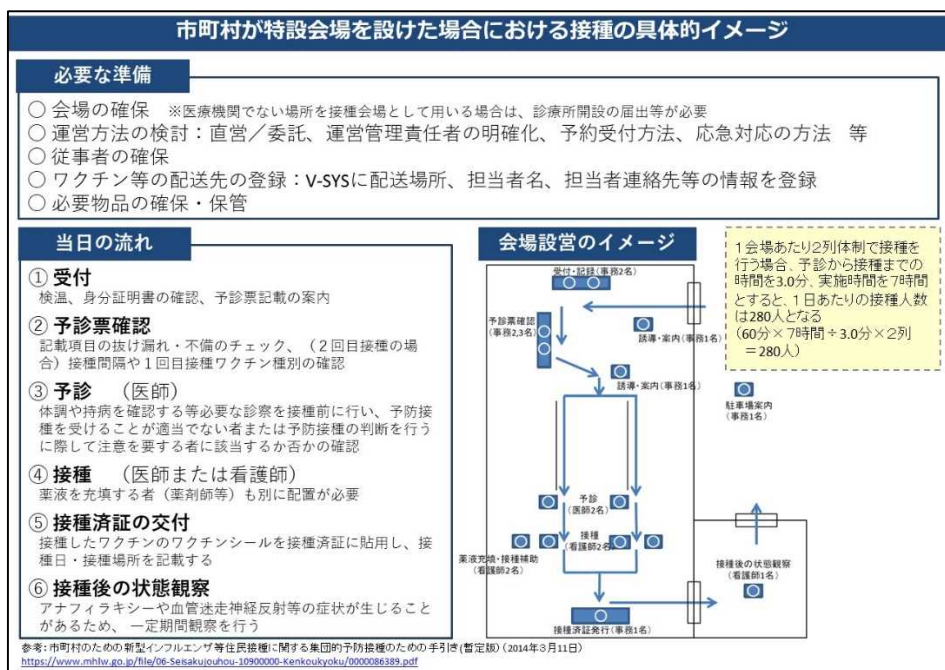 市町村が特設会場を設けた場合における接種の具体的イメージ
必要な準備
○ 会場の確保 ※医療機関でない場所を接種会場として用いる場合は、診療所開設の届出等が必要
○ 運営方法の検討：直営／委託、運営管理責任者の明確化、予約受付方法、応急対応の方法 等
○ 従事者の確保
○ ワクチン等の配送先の登録：V-SYSに配送場所、担当者名、担当者連絡先等の情報を登録
○ 必要物品の確保・保管
当日の流れ
① 受付
検温、身分証明書の確認、予診票記載の案内
② 予診票確認
記載項目の抜け漏れ・不備のチェック、（２回目接種の場
合）接種間隔や１回目接種ワクチン種別の確認
③ 予診 （医師）
体調や持病を確認する等必要な診察を接種前に行い、予防接
種を受けることが適当でない者または予防接種の判断を行う
に際して注意を要する者に該当するか否かの確認
④ 接種 （医師または看護師）
薬液を充填する者（薬剤師等）も別に配置が必要
⑤ 接種済証の交付
接種したワクチンのワクチンシールを接種済証に貼用し、接
種日・接種場所を記載する
⑥ 接種後の状態観察
アナフィラキシーや血管迷走神経反射等の症状が生じること
があるため、一定期間観察を行う
会場設営のイメージ
受付・記録（事務2名）
予診票確認
（事務2,3名）
誘導・案内（事務1名）
誘導・案内（事務1名）
駐車場案内
（事務1名）
予診
（医師2名）
接種
（看護師2名）
薬液充填・接種補助
（看護師2名）
接種後の状態観察
（看護師1名）
接種済証発行（事務1名）
１会場あたり２列体制で接種を
行う場合、予診から接種までの
時間を3.0分、実施時間を７時間
とすると、１日あたりの接種人数
は280人となる
（60分×７時間÷3.0分×２列
＝280人）
参考：市町村のための新型インフルエンザ等住民接種に関する集団的予防接種のための手引き（暫定版）（2014年3月11日）
https://www.mhlw.go.jp/file/06-Seisakujouhou-10900000-Kenkoukyoku/0000086389.pdf